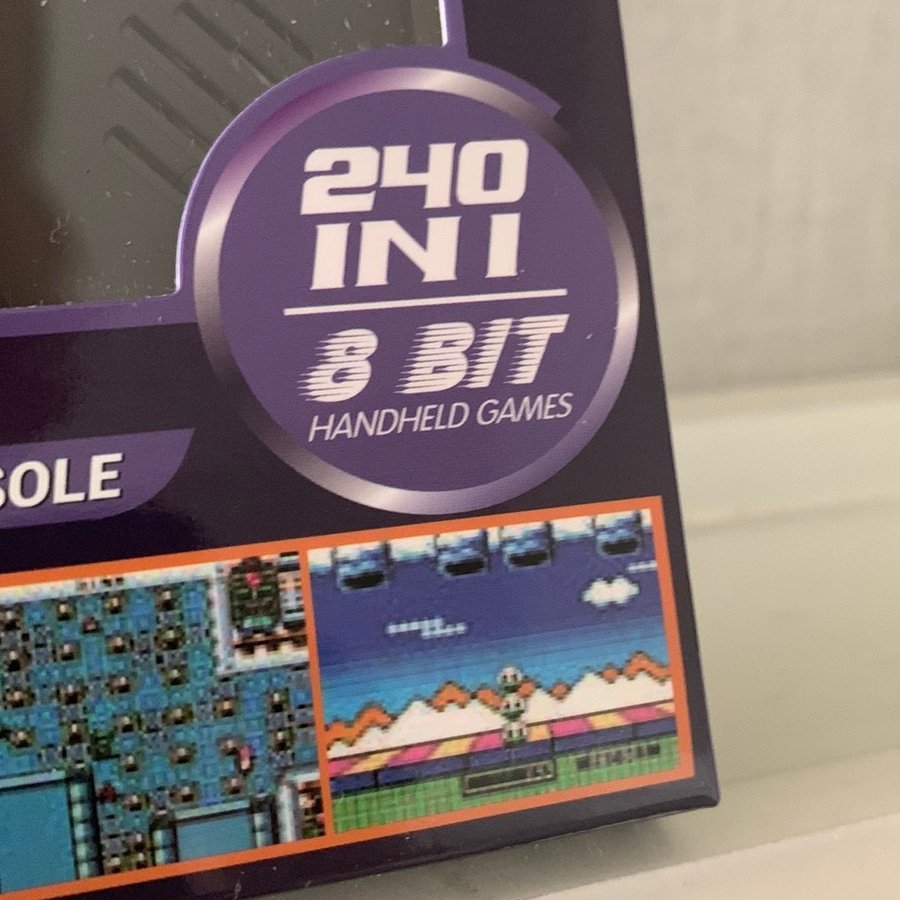 240
IN 1
8 BIT
HANDHELD GAMES
SOLE